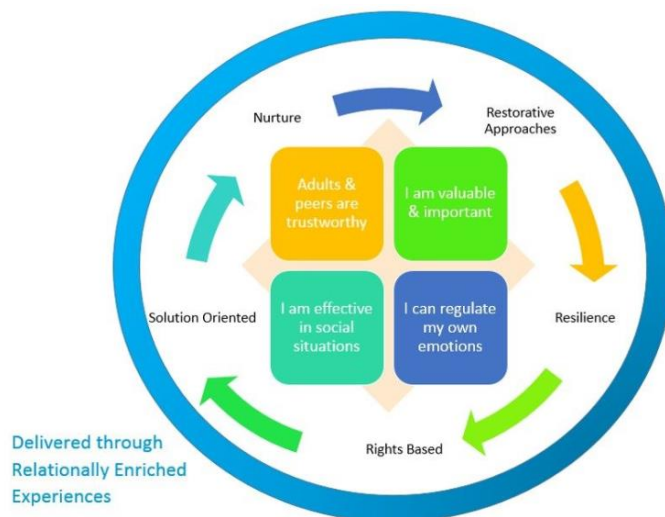 Nurture
Restorative
Approaches
Adults &
peers are
trustworthy
I am valuable
& important
Solution Oriented
I am effective
in social
situations
I can regulate
my own
emotions
Resilience
Rights Based
Delivered through
Relationally Enriched
Experiences